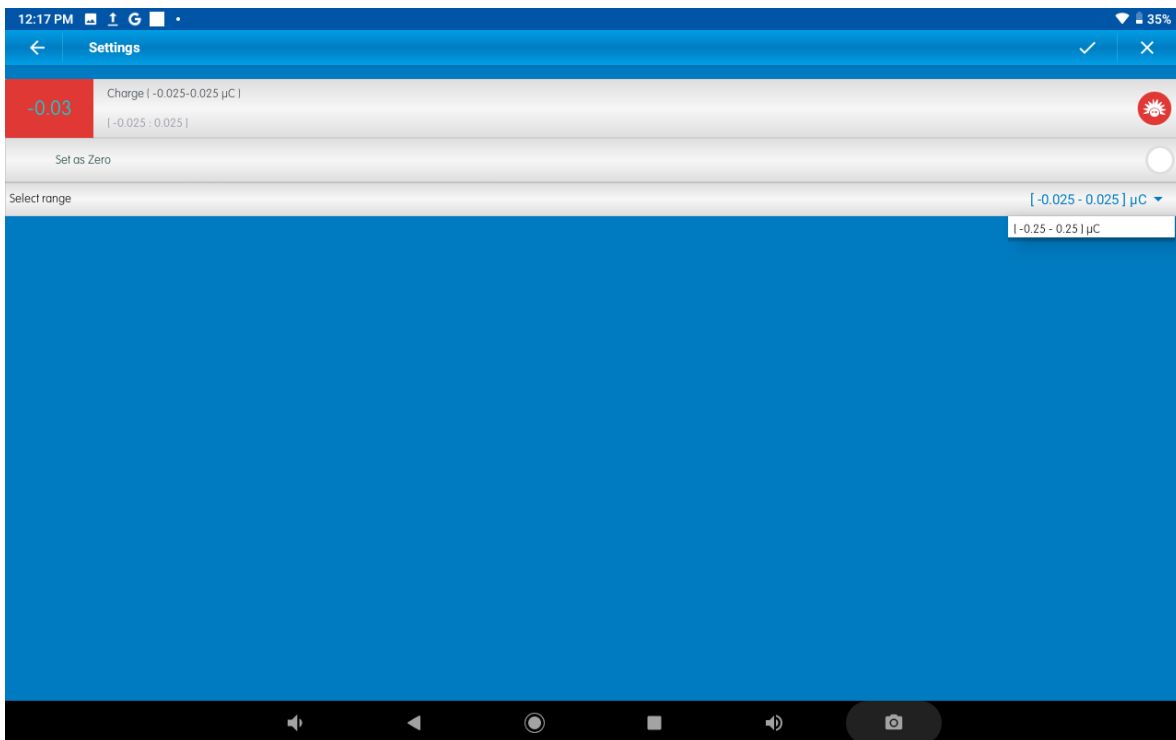 12:17 PM G 35%
Settings
-0.03
Charge ( -0.025-0.025 µC )
( -0.025 : 0.025 )
Set as Zero
Select range [ -0.025 - 0.025 ] µC
( -0.25 - 0.25 ) µC